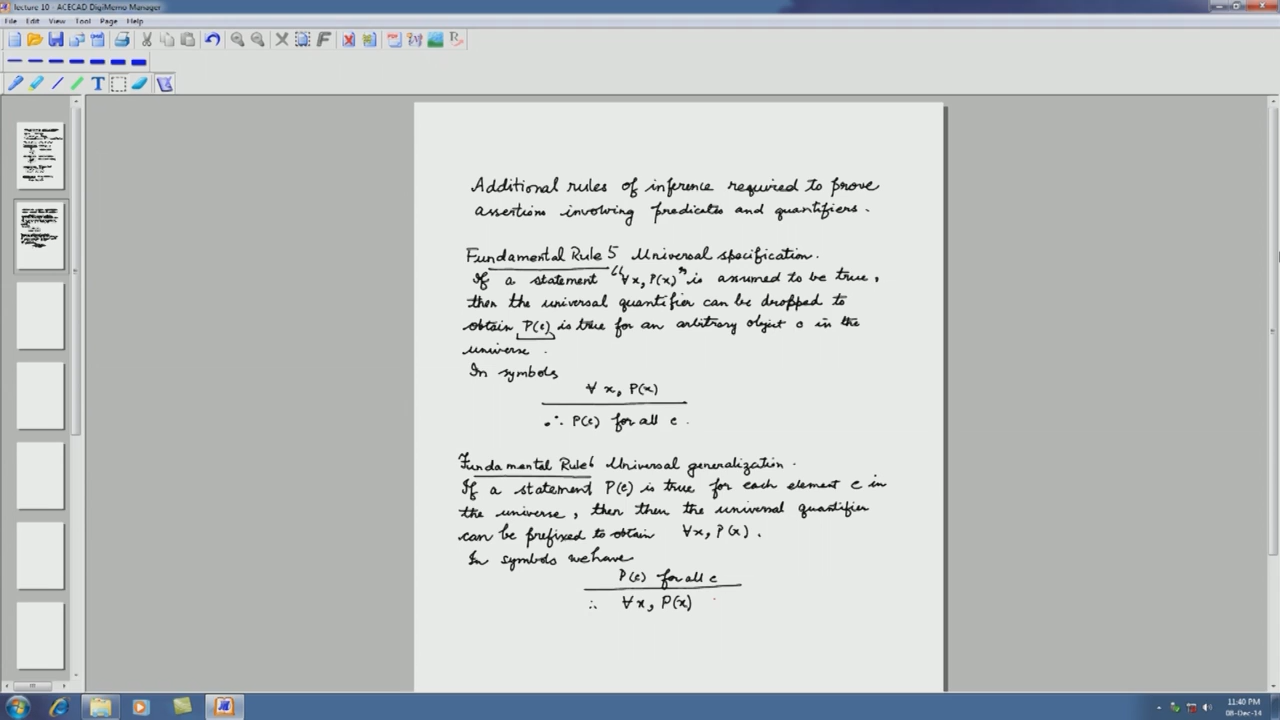 lecture 10 - ACECAD DigiMemo Manager
File Edit View Tool Page Help
Additional rules of inference required to prove
assertions involving predicates and quantifiers.
Fundamental Rule 5 Universal specification.
If a statement "∀x, P(x)" is assumed to be true,
then the universal quantifier can be dropped to
obtain P(c) is true for an arbitrary object c in the
universe.
In symbols
∀ x, P(x)
∴ P(c) for all c.
Fundamental Rule 6 Universal generalization.
If a statement P(c) is true for each element c in
the universe, then then the universal quantifier
can be prefixed to obtain ∀x, P(x).
In symbols we have
P(c) for all c
∴ ∀x, P(x)
11:40 PM
08-Dec-14